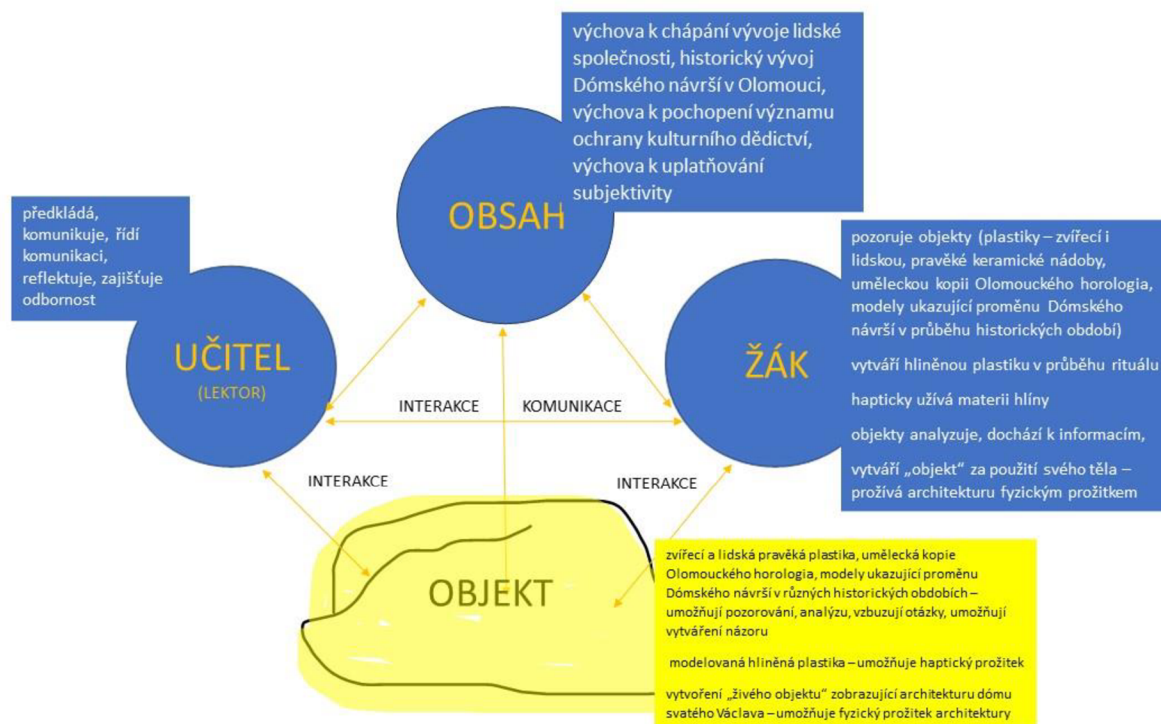 výchova k chápání vývoje lidské
společnosti, historický vývoj
Dómského návrší v Olomouci,
výchova k pochopení významu
ochrany kulturního dědictví,
výchova k uplatňování
subjektivity
OBSAH
předkládá,
komunikuje, řídí
komunikaci,
reflektuje, zajišťuje
odbornost
UČITEL
(LEKTOR)
ŽÁK
pozoruje objekty (plastiky – zvířecí i
lidskou, pravěké keramické nádoby,
uměleckou kopii Olomouckého horologia,
modely ukazující proměnu Dómského
návrší v průběhu historických období)
vytváří hliněnou plastiku v průběhu rituálu
hapticky užívá materii hlíny
objekty analyzuje, dochází k informacím,
vytváří „objekt“ za použití svého těla –
prožívá architekturu fyzickým prožitkem
INTERAKCE KOMUNIKACE
INTERAKCE
INTERAKCE
OBJEKT
zvířecí a lidská pravěká plastika, umělecká kopie
Olomouckého horologia, modely ukazující proměnu
Dómského návrší v různých historických obdobích –
umožňují pozorování, analýzu, vzbuzují otázky, umožňují
vytváření názoru
modelovaná hliněná plastika – umožňuje haptický prožitek
vytvoření „živého objektu“ zobrazující architekturu dómu
svatého Václava – umožňuje fyzický prožitek architektury